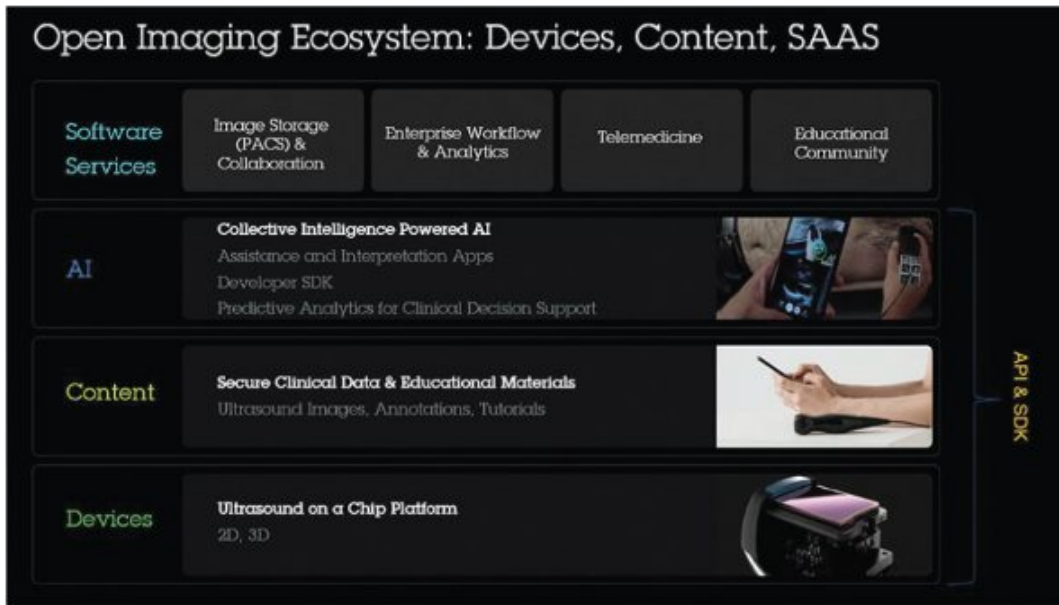 Open Imaging Ecosystem: Devices, Content, SAAS
Software
Services
Image Storage
(PACS) &
Collaboration
Enterprise Workflow
& Analytics
Telemedicine
Educational
Community
AI
Collective Intelligence Powered AI
Assistance and Interpretation Apps
Developer SDK
Predictive Analytics for Clinical Decision Support
Content
Secure Clinical Data & Educational Materials
Ultrasound Images, Annotations, Tutorials
Devices
Ultrasound on a Chip Platform
2D, 3D
API & SDK